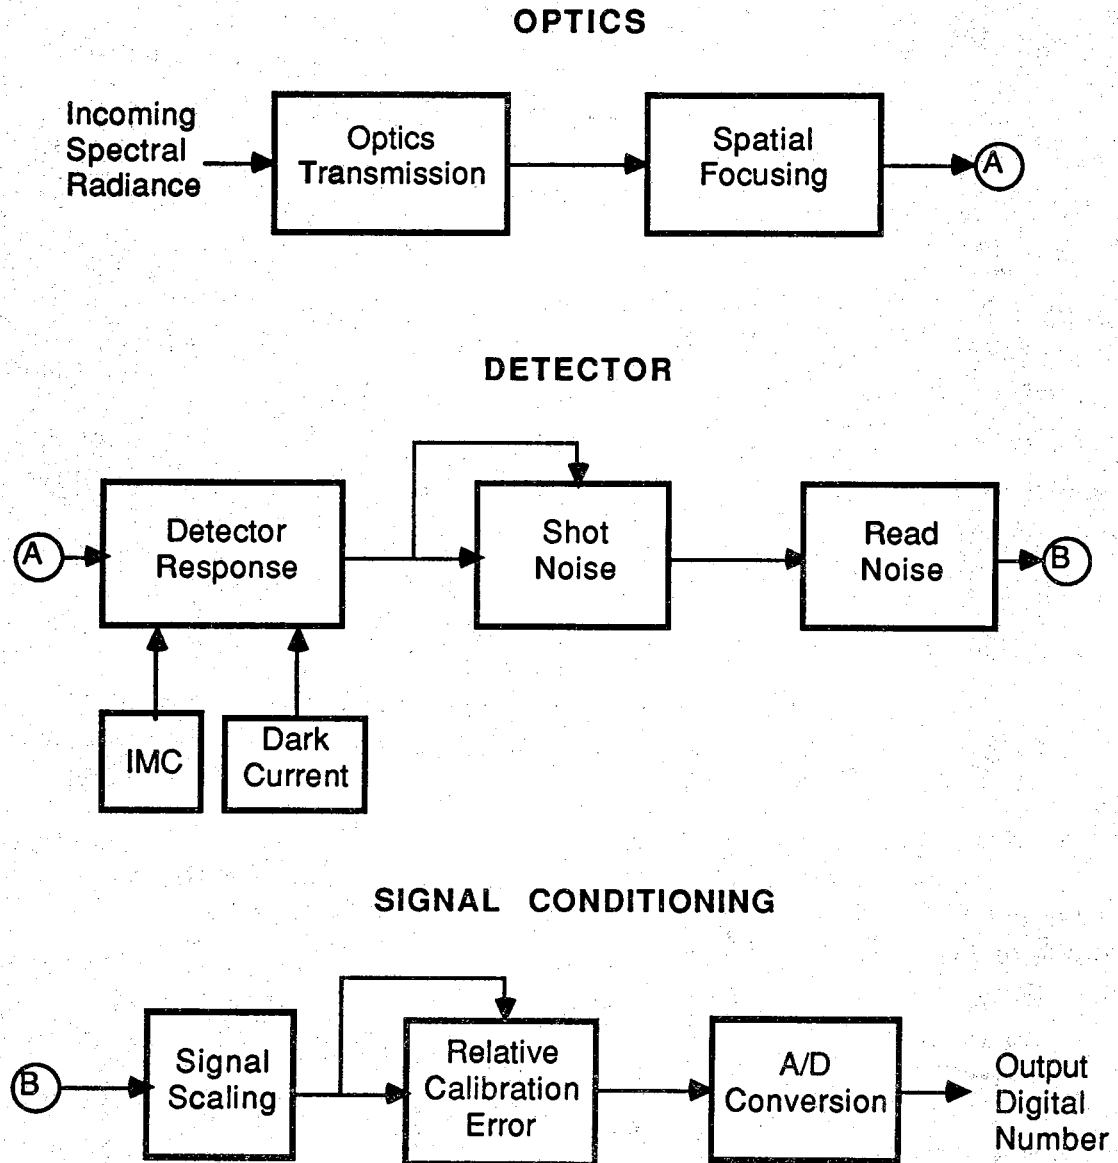 OPTICS
Incoming
Spectral
Radiance
Optics
Transmission
Spatial
Focusing
A
DETECTOR
A
Detector
Response
Shot
Noise
Read
Noise
B
IMC
Dark
Current
SIGNAL CONDITIONING
B
Signal
Scaling
Relative
Calibration
Error
A/D
Conversion
Output
Digital
Number